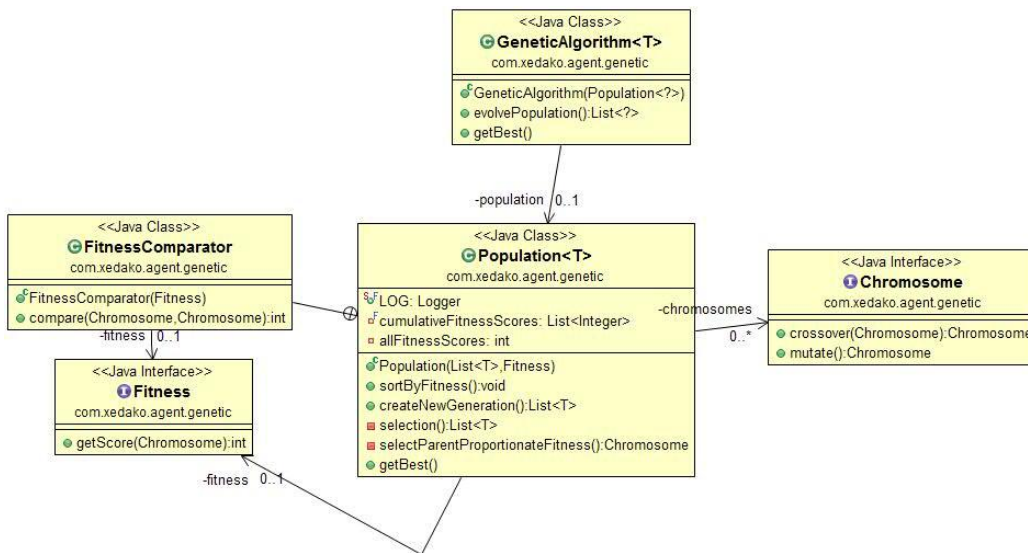 <<Java Class>>
GeneticAlgorithm<T>
com.xedako.agent.genetic
GeneticAlgorithm(Population<?>)
evolvePopulation():List<?>
getBest()
-population 0..1
<<Java Class>>
FitnessComparator
com.xedako.agent.genetic
FitnessComparator(Fitness)
compare(Chromosome,Chromosome):int
-fitness 0..1
<<Java Interface>>
Fitness
com.xedako.agent.genetic
getScore(Chromosome):int
<<Java Class>>
Population<T>
com.xedako.agent.genetic
LOG: Logger
cumulativeFitnessScores: List<Integer>
allFitnessScores: int
Population(List<T>,Fitness)
sortByFitness():void
createNewGeneration():List<T>
selection():List<T>
selectParentProportionateFitness():Chromosome
getBest()
-chromosomes
0..*
<<Java Interface>>
Chromosome
com.xedako.agent.genetic
crossover(Chromosome):Chromosome
mutate():Chromosome
-fitness 0..1